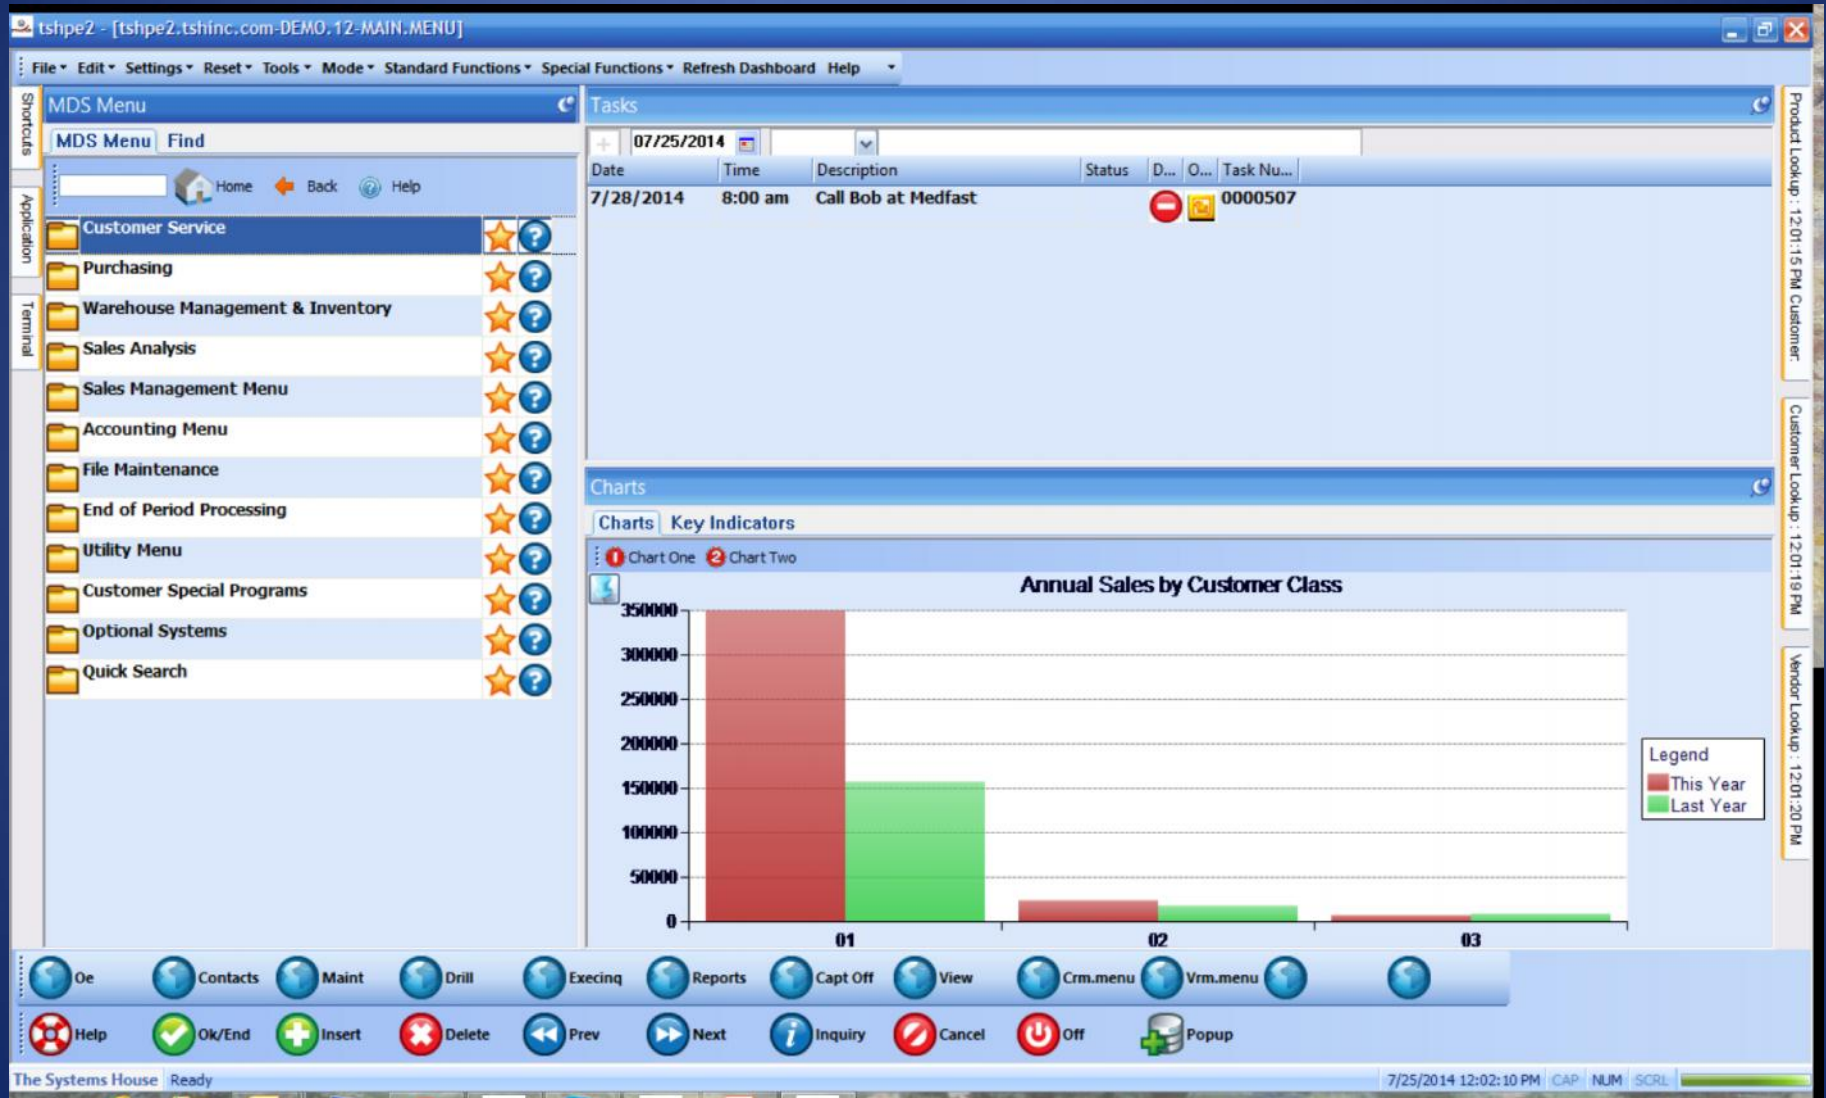 tshpe2 - [tshpe2.tshinc.com-DEMO.12-MAIN.MENU]
File Edit Settings Reset Tools Mode Standard Functions Special Functions Refresh Dashboard Help
Shortcuts
Application
Terminal
MDS Menu
MDS Menu Find
Home Back Help
Customer Service
Purchasing
Warehouse Management & Inventory
Sales Analysis
Sales Management Menu
Accounting Menu
File Maintenance
End of Period Processing
Utility Menu
Customer Special Programs
Optional Systems
Quick Search
Tasks
07/25/2014
Date Time Description Status D... O... Task Nu...
7/28/2014 8:00 am Call Bob at Medfast 0000507
Charts
Charts Key Indicators
1 Chart One 2 Chart Two
Annual Sales by Customer Class
350000
300000
250000
200000
150000
100000
50000
0
01 02 03
Legend
This Year
Last Year
Product Lookup : 12:01:15 PM Customer:
Customer Lookup : 12:01:19 PM
Vendor Lookup : 12:01:20 PM
Oe Contacts Maint Drill Execinq Reports Capt Off View Crm.menu Vrm.menu
Help Ok/End Insert Delete Prev Next Inquiry Cancel Off Popup
The Systems House Ready 7/25/2014 12:02:10 PM CAP NUM SCRL